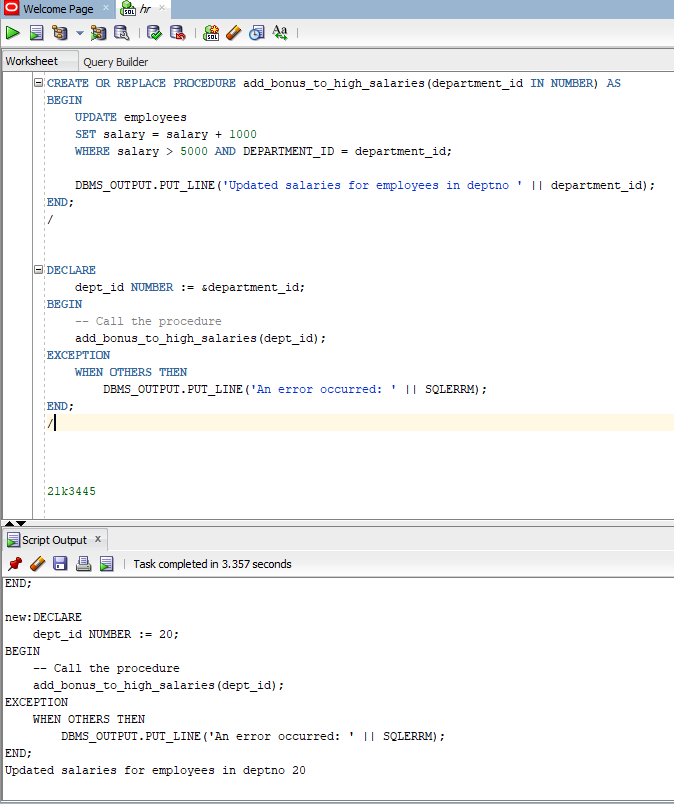 Welcome Page
hr
Worksheet
Query Builder
CREATE OR REPLACE PROCEDURE add_bonus_to_high_salaries(department_id IN NUMBER) AS
BEGIN
    UPDATE employees
    SET salary = salary + 1000
    WHERE salary > 5000 AND DEPARTMENT_ID = department_id;
    DBMS_OUTPUT.PUT_LINE('Updated salaries for employees in deptno ' || department_id);
END;
/
DECLARE
    dept_id NUMBER := &department_id;
BEGIN
    -- Call the procedure
    add_bonus_to_high_salaries(dept_id);
EXCEPTION
    WHEN OTHERS THEN
        DBMS_OUTPUT.PUT_LINE('An error occurred: ' || SQLERRM);
END;
/
21k3445
Script Output x
Task completed in 3.357 seconds
END;
new:DECLARE
    dept_id NUMBER := 20;
BEGIN
    -- Call the procedure
    add_bonus_to_high_salaries(dept_id);
EXCEPTION
    WHEN OTHERS THEN
        DBMS_OUTPUT.PUT_LINE('An error occurred: ' || SQLERRM);
END;
Updated salaries for employees in deptno 20